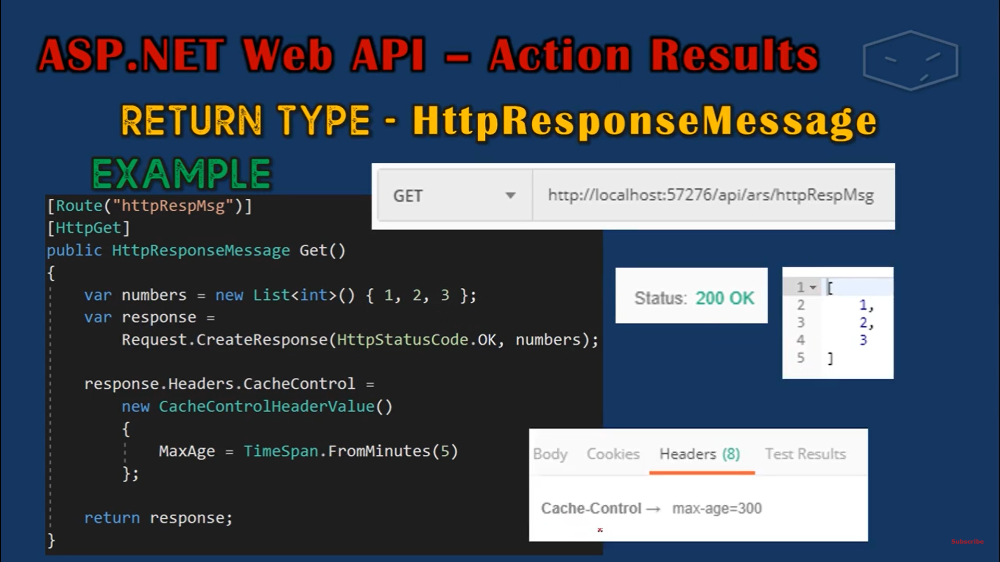 ASP.NET Web API – Action Results
RETURN TYPE - HttpResponseMessage
EXAMPLE
GET
http://localhost:57276/api/ars/httpRespMsg
[Route("httpRespMsg")]
[HttpGet]
public HttpResponseMessage Get()
{
    var numbers = new List<int>() { 1, 2, 3 };
    var response =
        Request.CreateResponse(HttpStatusCode.OK, numbers);
    response.Headers.CacheControl =
        new CacheControlHeaderValue()
        {
            MaxAge = TimeSpan.FromMinutes(5)
        };
    return response;
}
Status: 200 OK
1 [
2 1,
3 2,
4 3
5 ]
Body Cookies Headers (8) Test Results
Cache-Control → max-age=300
Subscribe